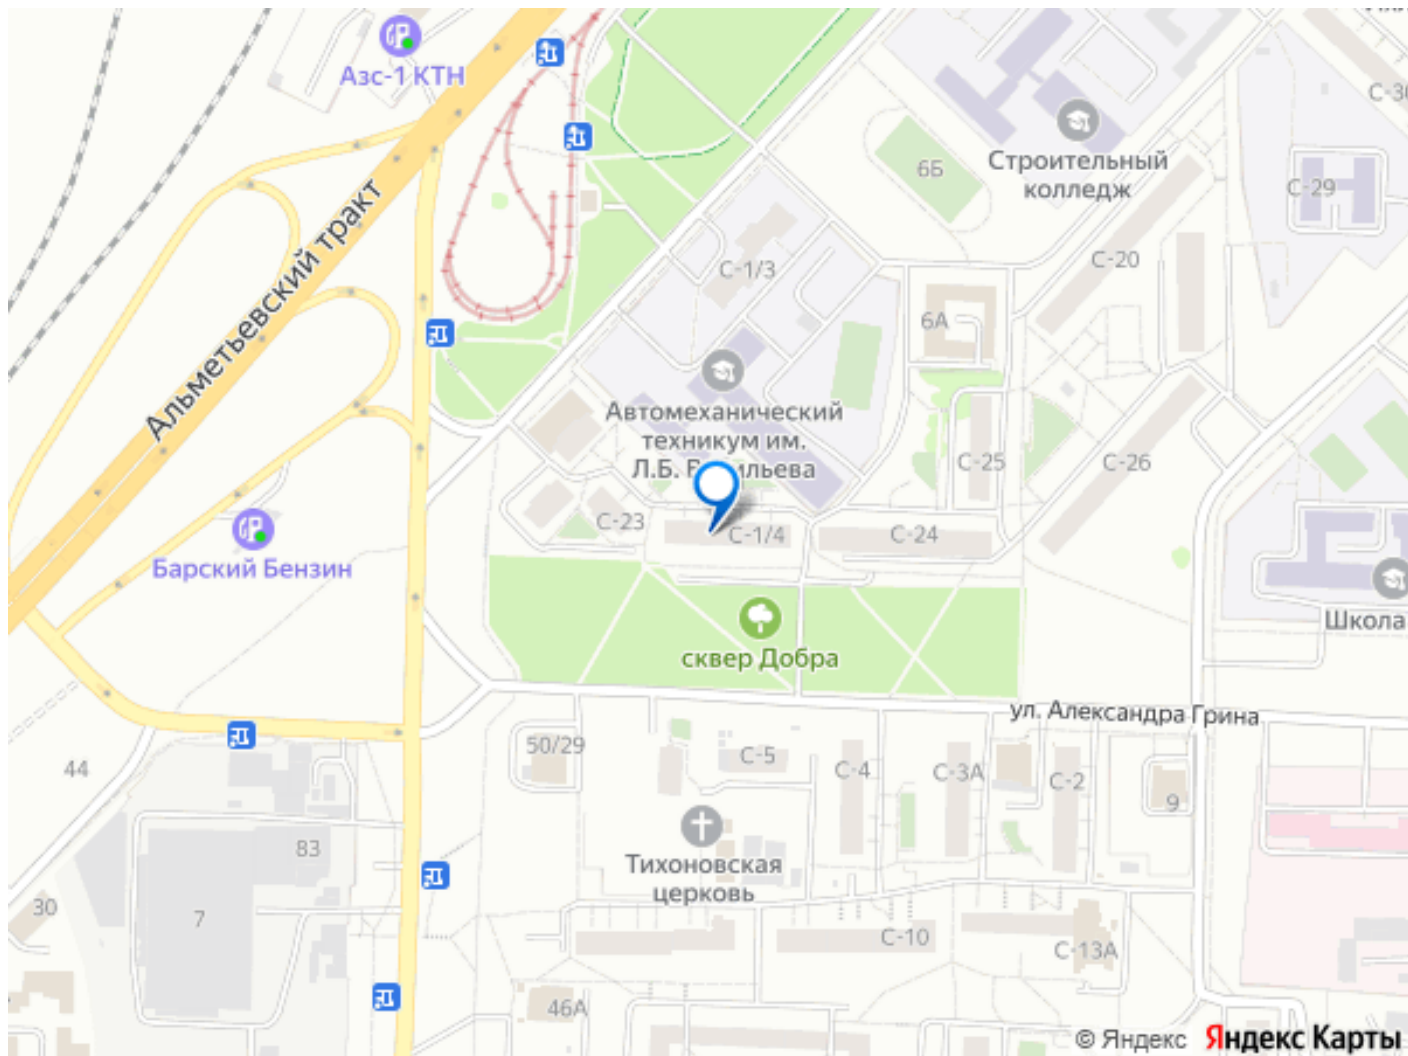 Азс-1 КТН
Альметьевский тракт
Строительный
колледж
С-30
6Б
С-29
С-20
С-1/3
6А
Автомеханический
техникум им.
Л.Б. В
ильева
С-25
С-26
С-23
С-1/4
С-24
Барский Бензин
Школа
сквер Добра
ул. Александра Грина
50/29
С-5
С-4
С-3А
С-2
9
44
83
Тихоновская
церковь
30
7
С-10
С-13А
46А
© Яндекс Яндекс Карты